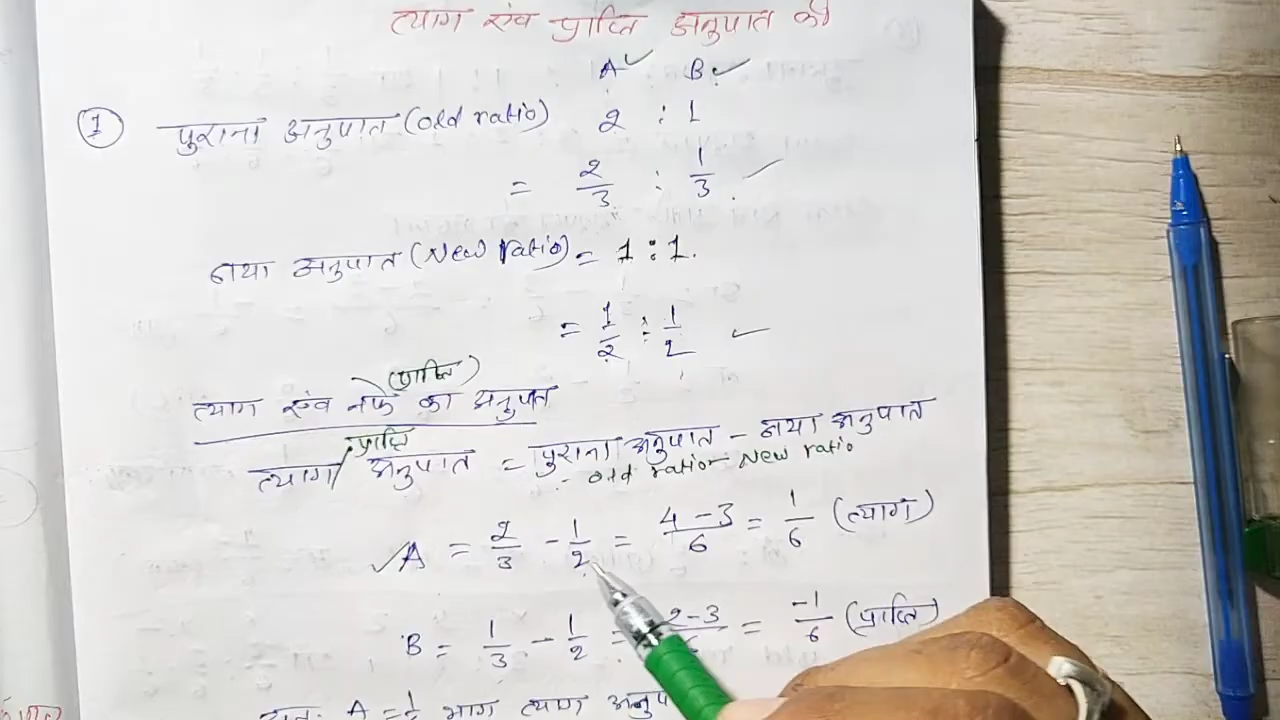 त्याग एंव प्राप्ति अनुपात की
A B
① पुराना अनुपात (old ratio) 2 : 1
= 2/3 : 1/3
नया अनुपात (New ratio) = 1 : 1.
= 1/2 : 1/2
(प्राप्ति)
त्याग एंव नफे का अनुपात
त्याग/प्राप्ति अनुपात = पुराना अनुपात - नया अनुपात
- old ratio - New ratio
A = 2/3 - 1/2 = 4-3/6 = 1/6 (त्याग)
B = 1/3 - 1/2 = 2-3/6 = -1/6 (प्राप्ति)
A = भाग त्याग